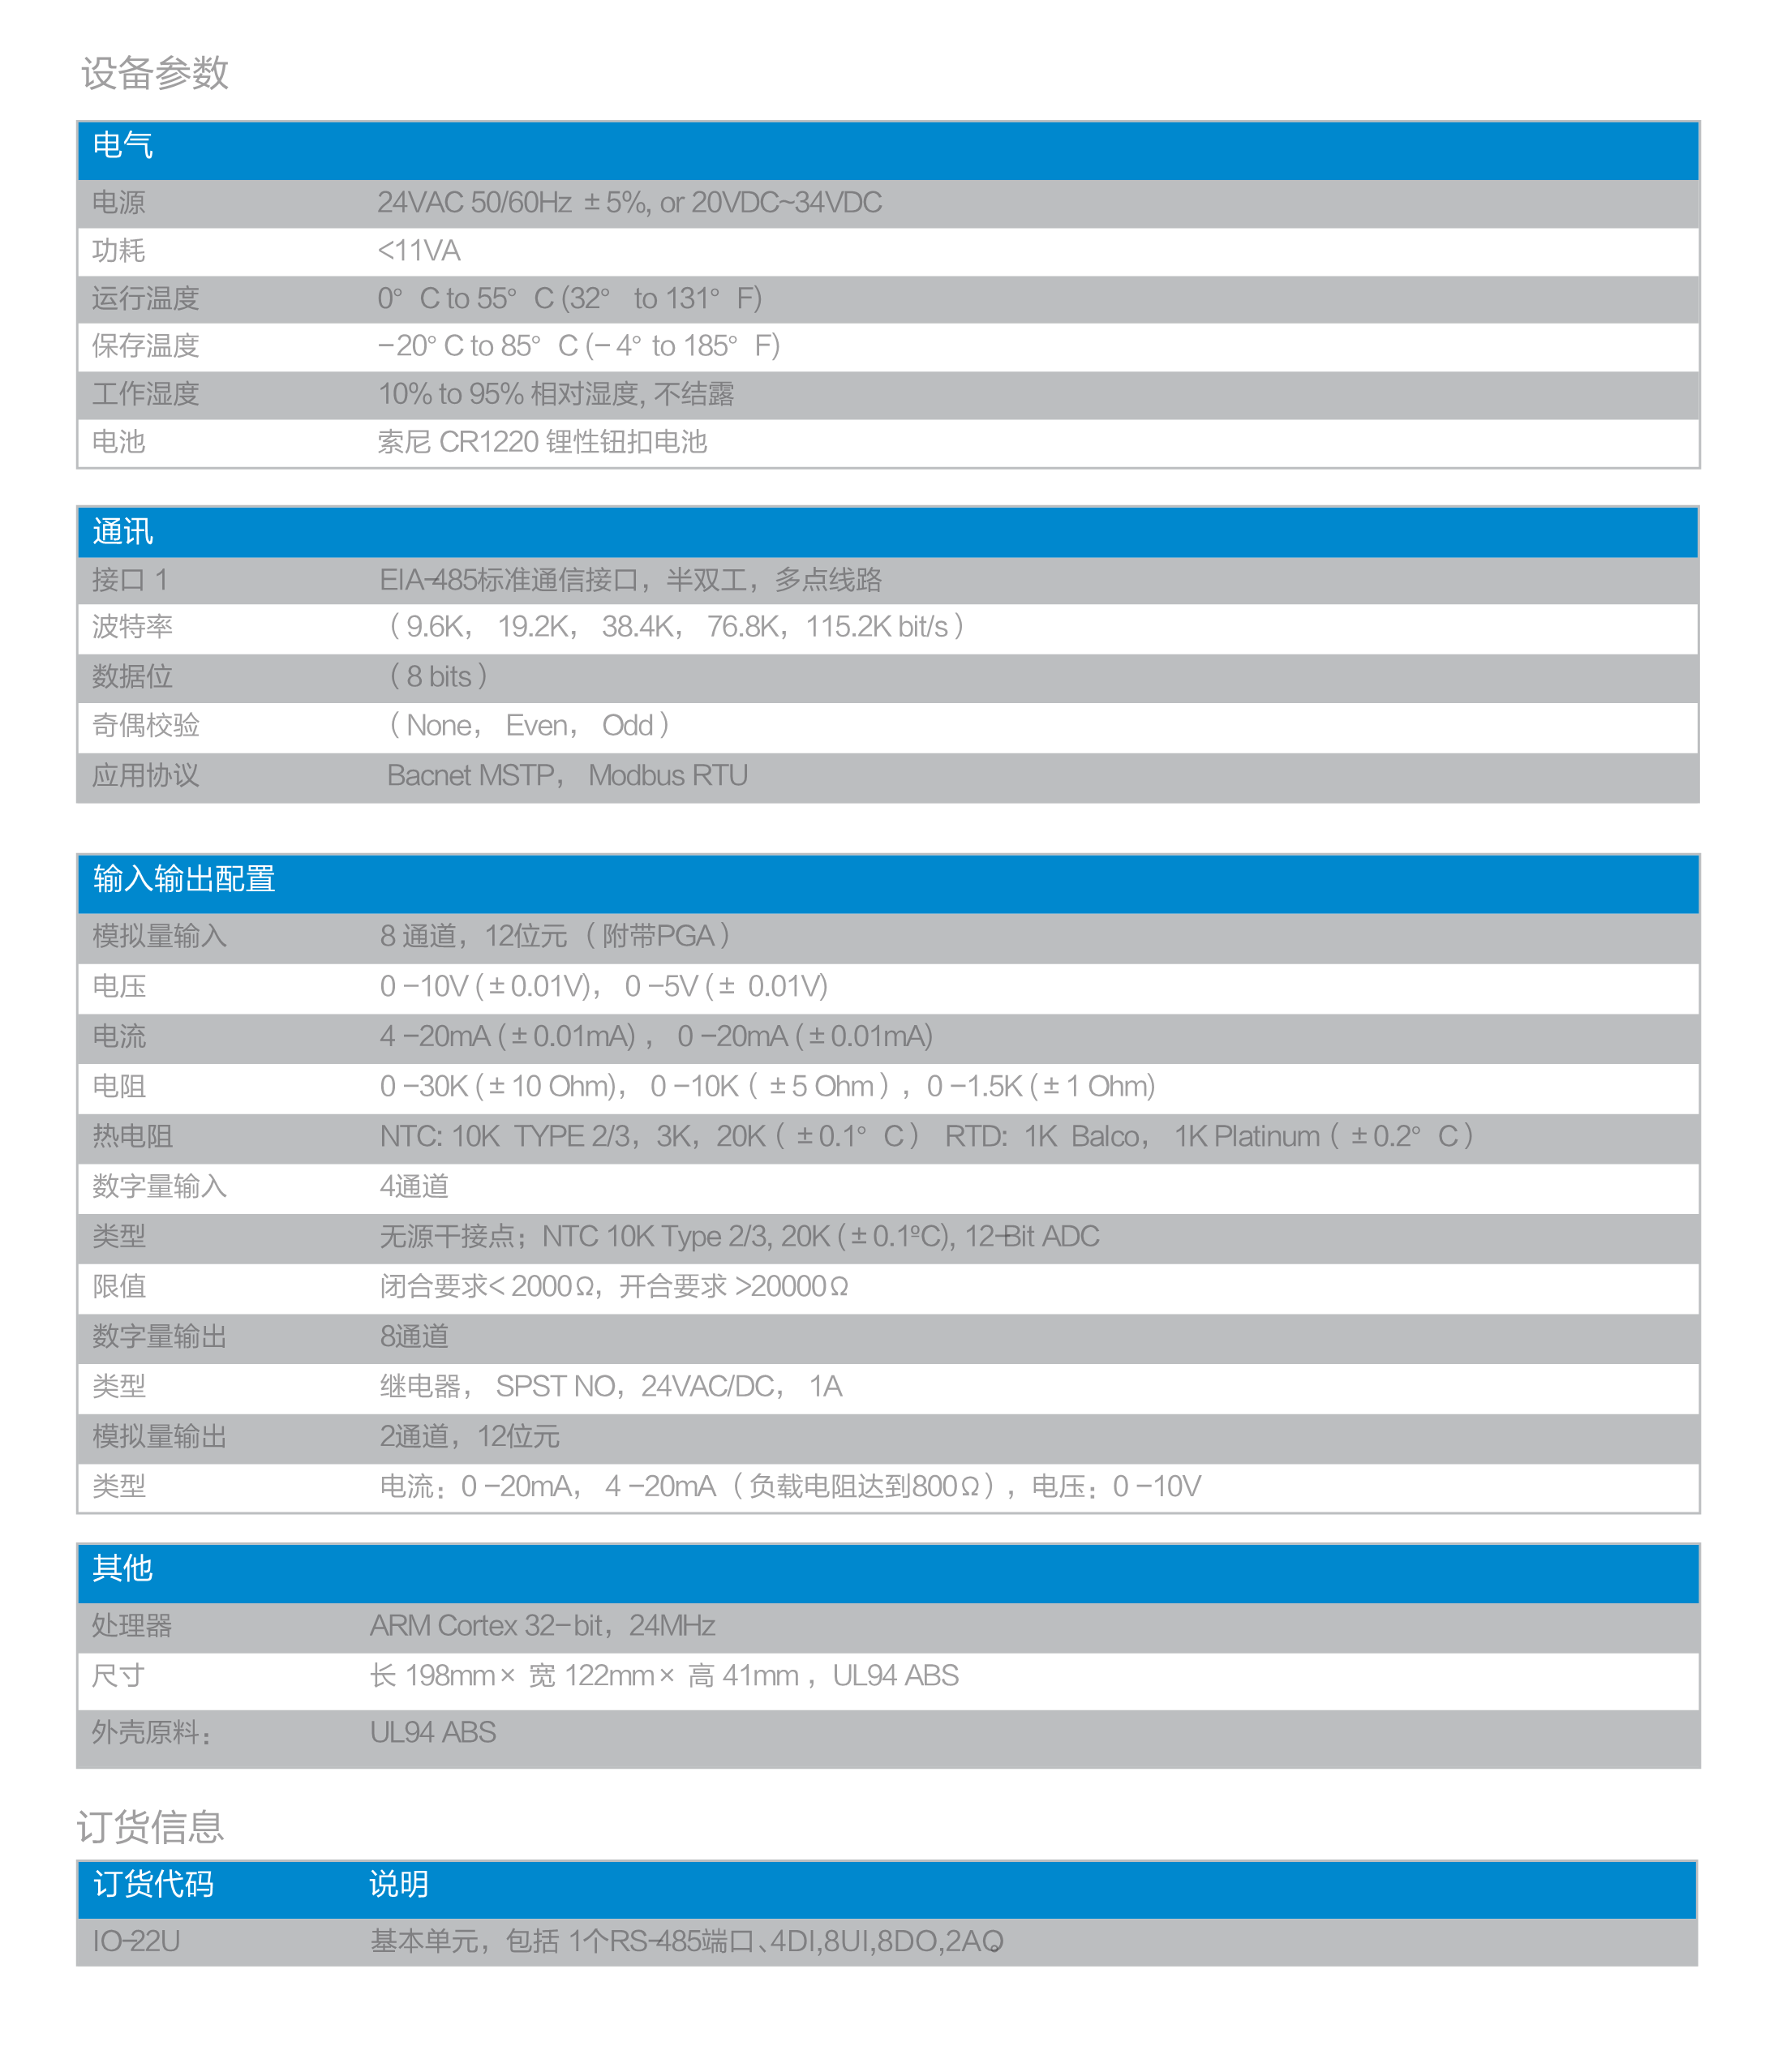 设备参数
电气
电源 24VAC 50/60Hz ±5%, or 20VDC~34VDC
功耗 <11VA
运行温度 0° C to 55° C (32° to 131° F)
保存温度 -20° C to 85° C (-4° to 185° F)
工作湿度 10% to 95% 相对湿度, 不结露
电池 索尼 CR1220 锂性钮扣电池
通讯
接口 1 EIA-485标准通信接口，半双工，多点线路
波特率 （9.6K， 19.2K， 38.4K， 76.8K，115.2K bit/s）
数据位 （8 bits）
奇偶校验 （None， Even， Odd）
应用协议 Bacnet MSTP， Modbus RTU
输入输出配置
模拟量输入 8 通道，12位元（附带PGA）
电压 0 -10V (±0.01V)， 0 -5V (± 0.01V)
电流 4 -20mA (±0.01mA)， 0 -20mA (±0.01mA)
电阻 0 -30K (±10 Ohm)， 0 -10K（±5 Ohm），0 -1.5K (±1 Ohm)
热电阻 NTC: 10K TYPE 2/3，3K，20K（±0.1° C） RTD: 1K Balco， 1K Platinum（±0.2° C）
数字量输入 4通道
类型 无源干接点；NTC 10K Type 2/3, 20K (±0.1ºC), 12-Bit ADC
限值 闭合要求< 2000Ω，开合要求 >20000Ω
数字量输出 8通道
类型 继电器， SPST NO，24VAC/DC， 1A
模拟量输出 2通道，12位元
类型 电流：0 -20mA， 4 -20mA（负载电阻达到800Ω），电压：0 -10V
其他
处理器 ARM Cortex 32-bit，24MHz
尺寸 长 198mm× 宽 122mm× 高 41mm，UL94 ABS
外壳原料： UL94 ABS
订货信息
订货代码 说明
IO-22U 基本单元，包括 1个RS-485端口、4DI,8UI,8DO,2AO。